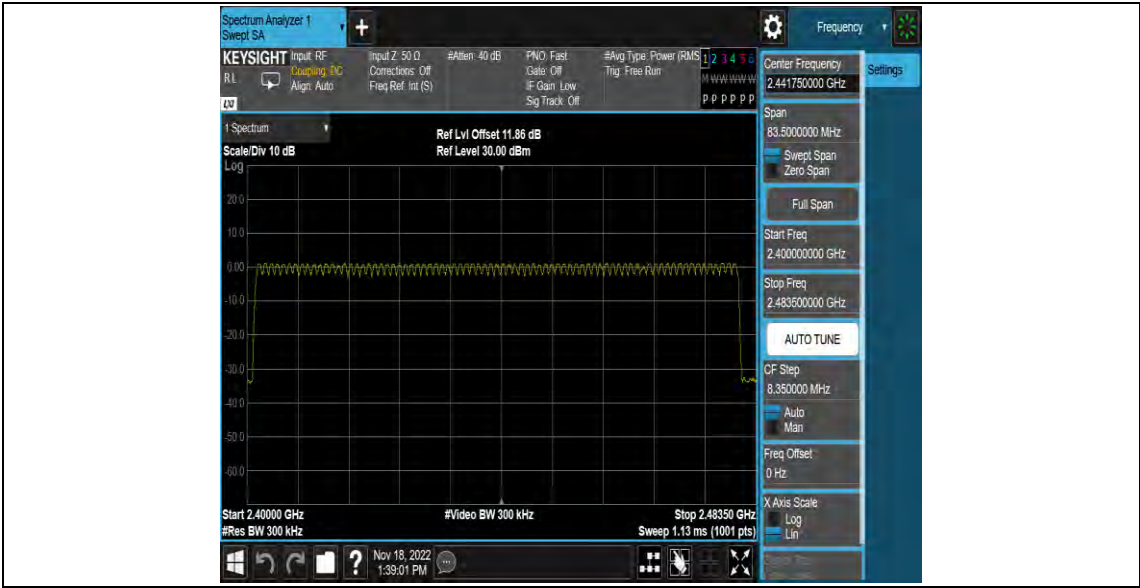 Spectrum Analyzer 1
Swept SA
+
Frequency
KEYSIGHT
R L
LXI
Input: RF
Coupling: DC
Align: Auto
Input Z: 50 Ω
Corrections: Off
Freq Ref: Int (S)
#Atten: 40 dB
PNO: Fast
Gate: Off
IF Gain: Low
Sig Track: Off
#Avg Type: Power (RMS
Trig: Free Run
1 2 3 4 5 6
M W W W W W
P P P P P P
Center Frequency
2.441750000 GHz
Settings
Span
83.5000000 MHz
Swept Span
Zero Span
Full Span
Start Freq
2.400000000 GHz
Stop Freq
2.483500000 GHz
AUTO TUNE
CF Step
8.350000 MHz
Auto
Man
Freq Offset
0 Hz
X Axis Scale
Log
Lin
1 Spectrum
Scale/Div 10 dB
Log
Ref Lvl Offset 11.86 dB
Ref Level 30.00 dBm
20.0
10.0
0.00
-10.0
-20.0
-30.0
-40.0
-50.0
-60.0
Start 2.40000 GHz
#Res BW 300 kHz
#Video BW 300 kHz
Stop 2.48350 GHz
Sweep 1.13 ms (1001 pts)
?
Nov 18, 2022
1:39:01 PM